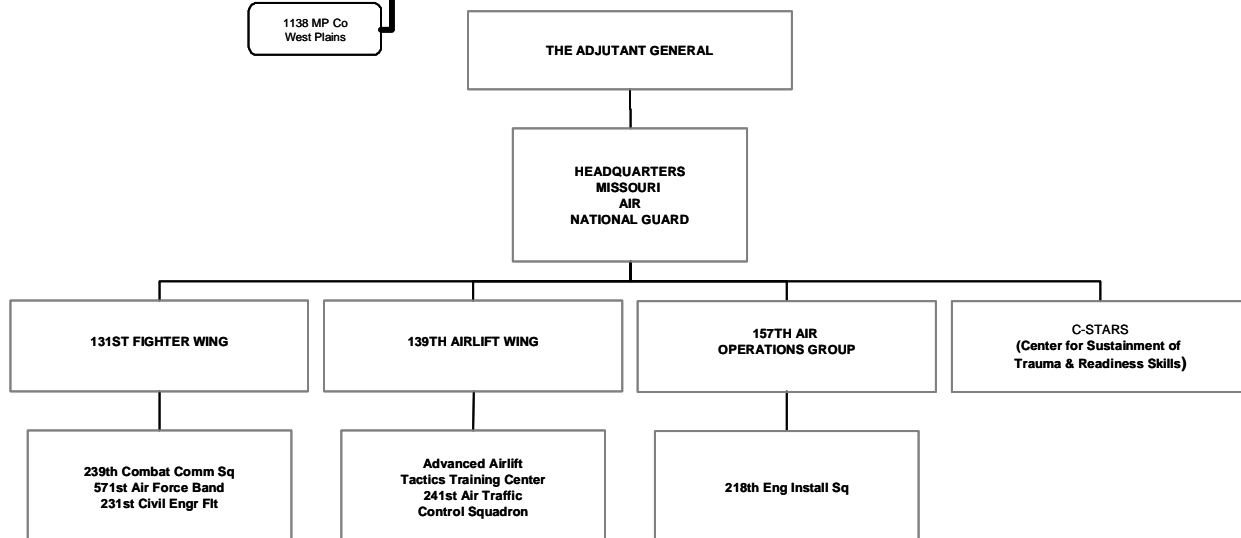 1138 MP Co
West Plains
THE ADJUTANT GENERAL
HEADQUARTERS
MISSOURI
AIR
NATIONAL GUARD
131ST FIGHTER WING
139TH AIRLIFT WING
157TH AIR
OPERATIONS GROUP
C-STARS
(Center for Sustainment of
Trauma & Readiness Skills)
239th Combat Comm Sq
571st Air Force Band
231st Civil Engr Flt
Advanced Airlift
Tactics Training Center
241st Air Traffic
Control Squadron
218th Eng Install Sq